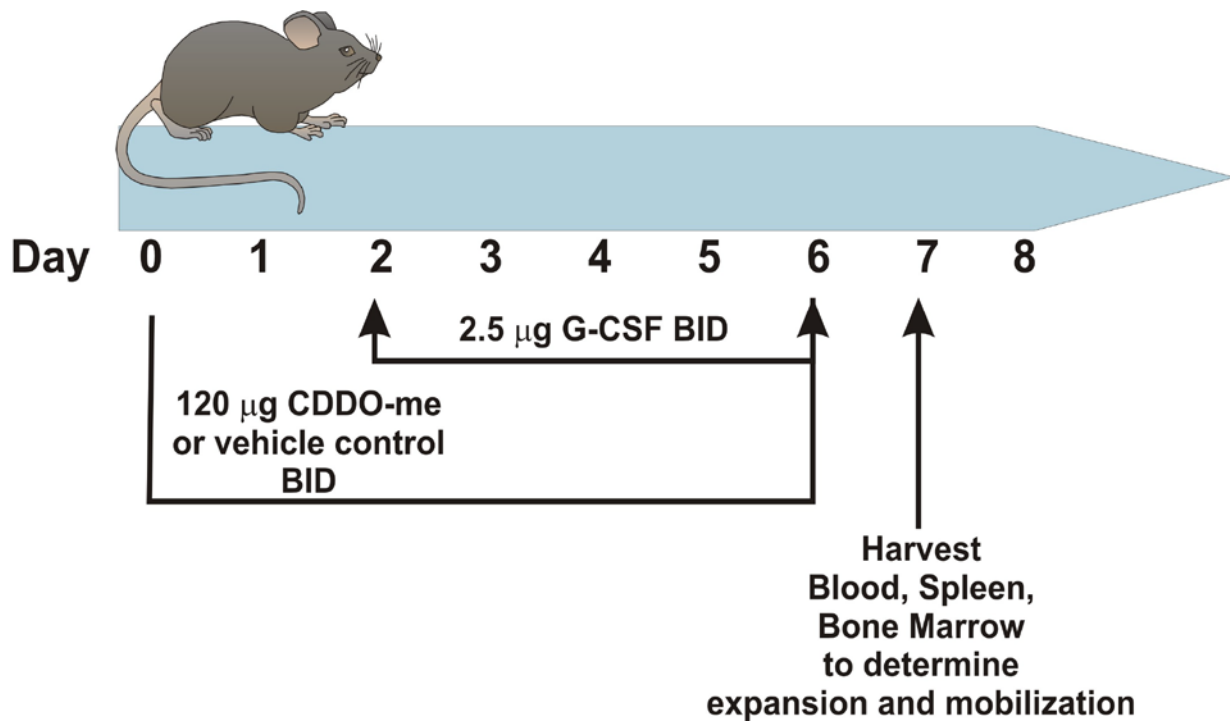 Day 0 1 2 3 4 5 6 7 8
2.5 μg G-CSF BID
120 μg CDDO-me
or vehicle control
BID
Harvest
Blood, Spleen,
Bone Marrow
to determine
expansion and mobilization